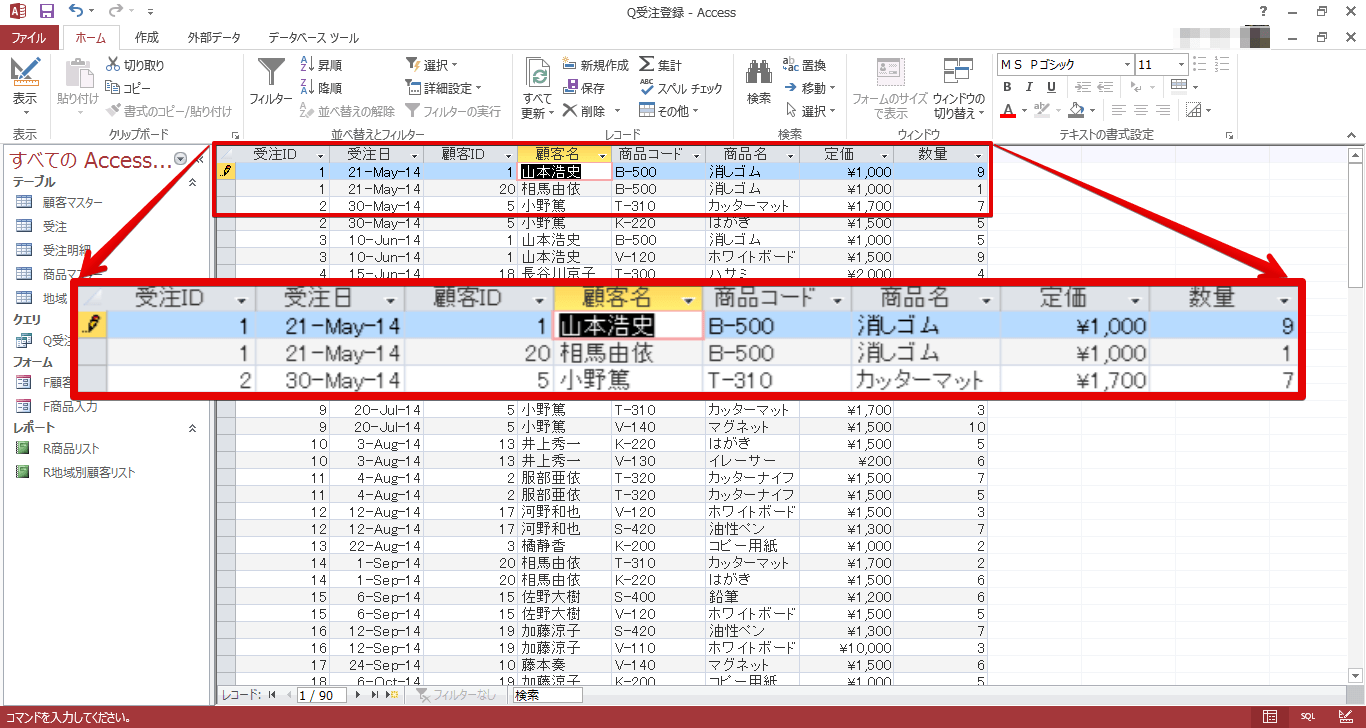 Q受注登録 - Access
ファイル ホーム 作成 外部データ データベース ツール
表示
表示
貼り付け
切り取り
コピー
書式のコピー/貼り付け
クリップボード
フィルター
昇順
降順
並べ替えの解除
選択
詳細設定
フィルターの実行
並べ替えとフィルター
すべて
更新
新規作成
保存
削除
集計
スペル チェック
その他
レコード
検索
置換
移動
選択
検索
フォームのサイズ
で表示
ウィンドウの
切り替え
ウィンドウ
MS Pゴシック 11
B I U
テキストの書式設定
すべての Access...
テーブル
顧客マスター
受注
受注明細
商品マスター
地域
クエリ
Q受注
フォーム
F顧客
F商品入力
レポート
R商品リスト
R地域別顧客リスト
受注ID 受注日 顧客ID 顧客名 商品コード 商品名 定価 数量
1 21-May-14 1 山本浩史 B-500 消しゴム ¥1,000 9
1 21-May-14 20 相馬由依 B-500 消しゴム ¥1,000 1
2 30-May-14 5 小野篤 T-310 カッターマット ¥1,700 7
2 30-May-14 5 小野篤 K-220 はがき ¥1,500 5
3 10-Jun-14 1 山本浩史 B-500 消しゴム ¥1,000 5
3 10-Jun-14 1 山本浩史 V-120 ホワイトボード ¥1,500 9
4 15-Jun-14 18 長谷川京子 T-300 ハサミ ¥2,000 4
受注ID 受注日 顧客ID 顧客名 商品コード 商品名 定価 数量
1 21-May-14 1 山本浩史 B-500 消しゴム ¥1,000 9
1 21-May-14 20 相馬由依 B-500 消しゴム ¥1,000 1
2 30-May-14 5 小野篤 T-310 カッターマット ¥1,700 7
9 20-Jul-14 5 小野篤 T-310 カッターマット ¥1,700 3
9 20-Jul-14 5 小野篤 V-140 マグネット ¥1,500 10
10 3-Aug-14 13 井上秀一 K-220 はがき ¥1,500 5
10 3-Aug-14 13 井上秀一 V-130 イレーサー ¥200 6
11 4-Aug-14 2 服部亜依 T-320 カッターナイフ ¥1,500 7
11 4-Aug-14 2 服部亜依 T-320 カッターナイフ ¥1,500 5
12 12-Aug-14 17 河野和也 V-120 ホワイトボード ¥1,500 3
12 12-Aug-14 17 河野和也 S-420 油性ペン ¥1,300 7
13 22-Aug-14 3 橘静香 K-200 コピー用紙 ¥1,000 2
14 1-Sep-14 20 相馬由依 T-310 カッターマット ¥1,700 2
14 1-Sep-14 20 相馬由依 K-220 はがき ¥1,500 6
15 6-Sep-14 15 佐野大樹 S-400 鉛筆 ¥1,200 6
15 6-Sep-14 15 佐野大樹 V-120 ホワイトボード ¥1,500 5
16 12-Sep-14 19 加藤涼子 S-420 油性ペン ¥1,300 7
16 12-Sep-14 19 加藤涼子 V-110 ホワイトボード ¥10,000 3
17 24-Sep-14 10 藤本奏 V-140 マグネット ¥1,500 6
18 6-Oct-14 19 加藤涼子 K-200 コピー用紙 ¥1,000 5
レコード: 1 / 90 フィルターなし 検索
コマンドを入力してください。 SQL